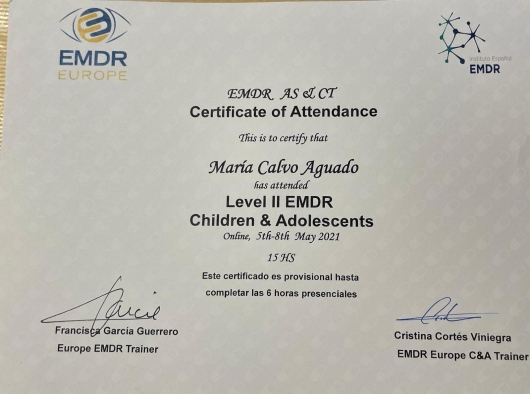 EMDR
EUROPE
Instituto Español
EMDR
EMDR AS & CT
Certificate of Attendance
This is to certify that
María Calvo Aguado
has attended
Level II EMDR
Children & Adolescents
Online, 5th-8th May 2021
15 HS
Este certificado es provisional hasta
completar las 6 horas presenciales
Francisca García Guerrero
Europe EMDR Trainer
Cristina Cortés Viniegra
EMDR Europe C&A Trainer